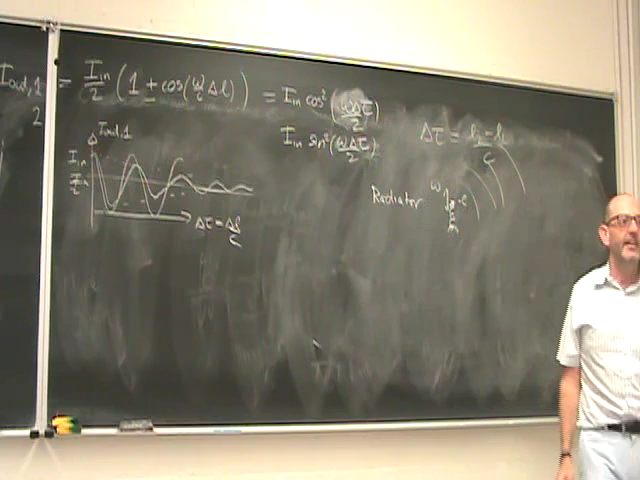 I_out,1 = I_in/2 (1 ± cos(ω/c Δl)) = I_in cos²(ωΔτ/2)
2
I_in sin²(ωΔτ/2)
Δτ = l₂-l₁/c
I_out,1
I_in
I_in/2
Δτ = Δl/c
Radiator ω -e